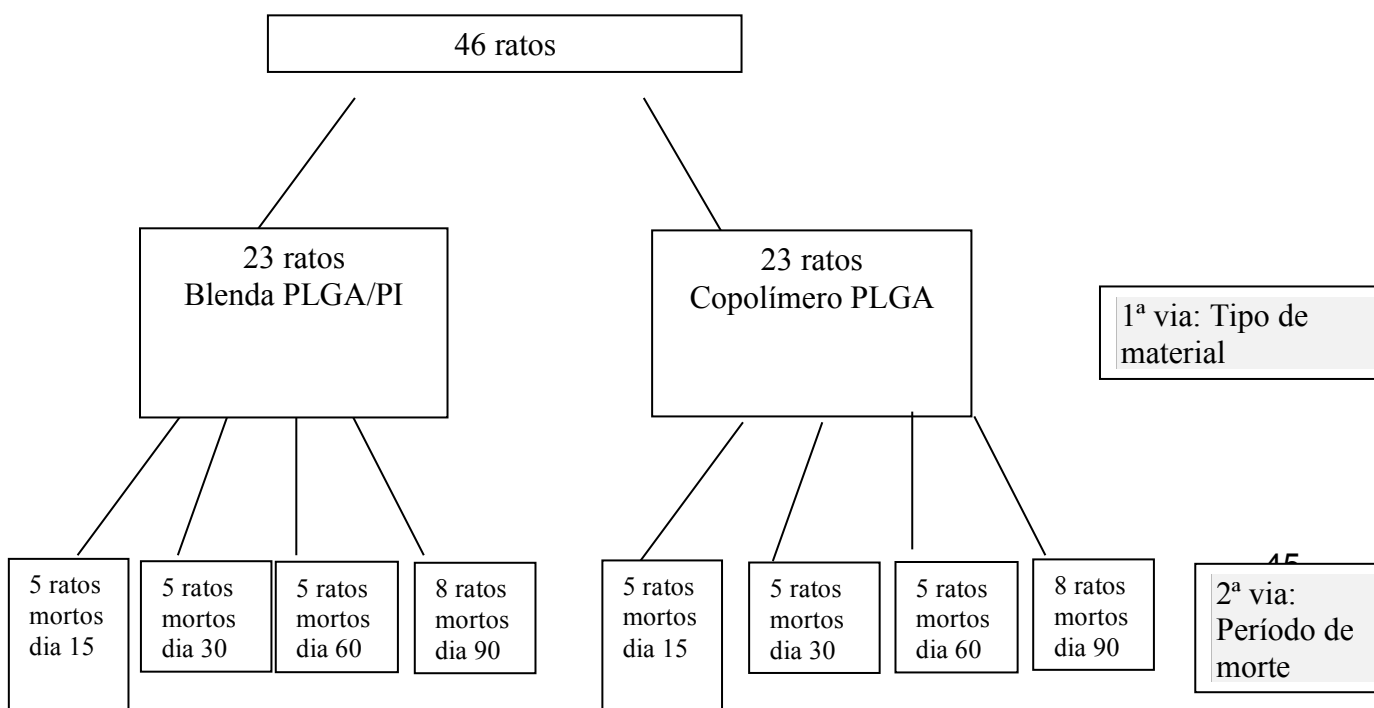 46 ratos
23 ratos
Blenda PLGA/PI
23 ratos
Copolímero PLGA
1ª via: Tipo de
material
5 ratos
mortos
dia 15
5 ratos
mortos
dia 30
5 ratos
mortos
dia 60
8 ratos
mortos
dia 90
5 ratos
mortos
dia 15
5 ratos
mortos
dia 30
5 ratos
mortos
dia 60
8 ratos
mortos
dia 90
45
2ª via:
Período de
morte